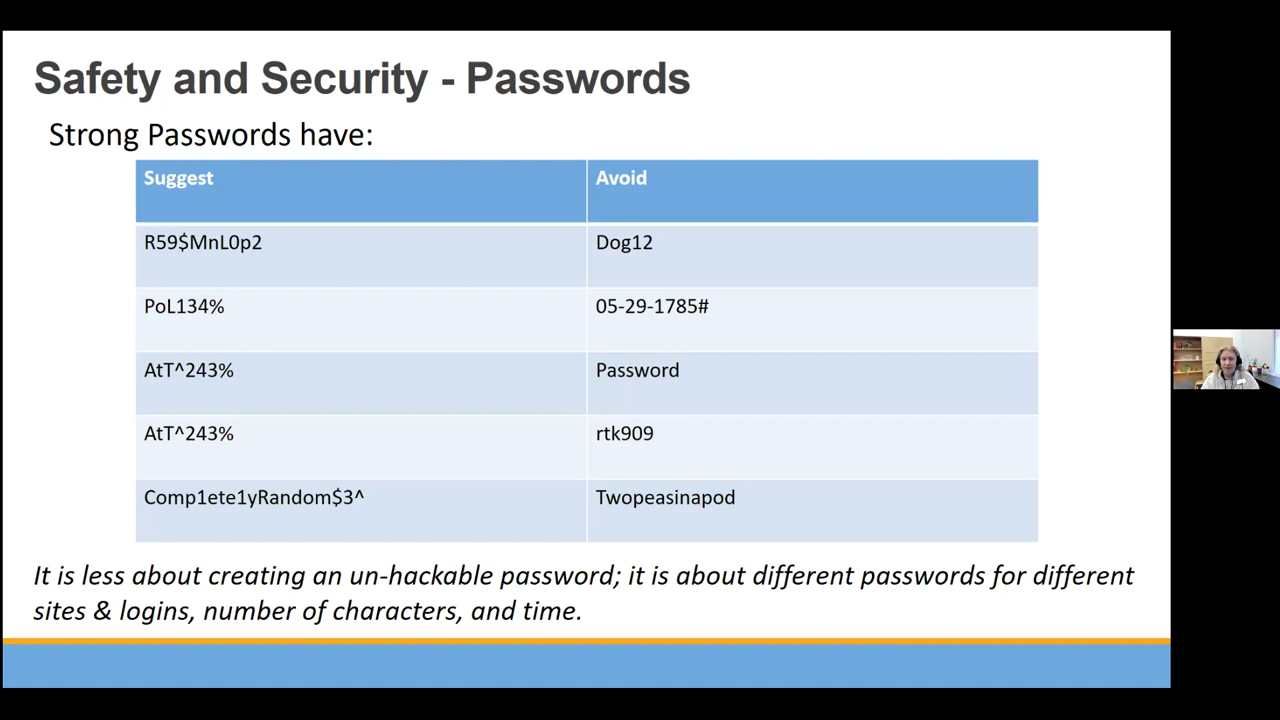 Safety and Security - Passwords
Strong Passwords have:
Suggest Avoid
R59$MnL0p2 Dog12
PoL134% 05-29-1785#
AtT^243% Password
AtT^243% rtk909
Comp1ete1yRandom$3^ Twopeasinapod
It is less about creating an un-hackable password; it is about different passwords for different
sites & logins, number of characters, and time.